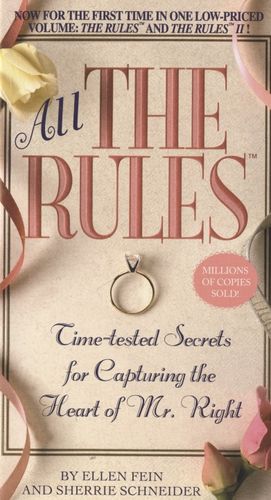 NOW FOR THE FIRST TIME IN ONE LOW-PRICED
VOLUME: THE RULES™ AND THE RULES™ II!
All
THE
RULES™
MILLIONS
OF COPIES
SOLD!
Time-tested Secrets
for Capturing the
Heart of Mr. Right
BY ELLEN FEIN
AND SHERRIE SCHNEIDER